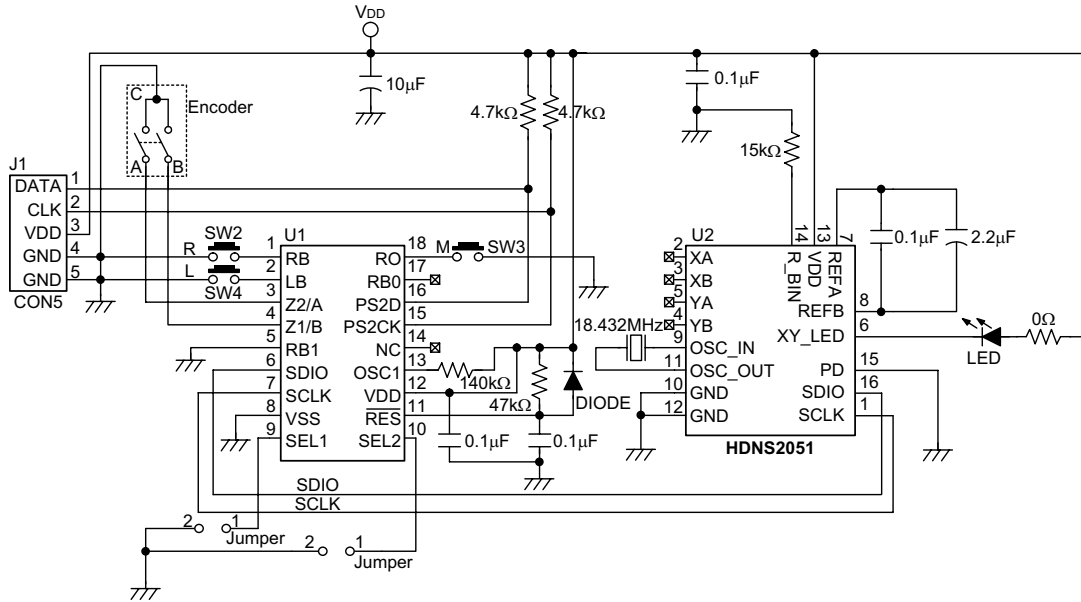 VDD
10μF
4.7kΩ
4.7kΩ
0.1μF
15kΩ
C
Encoder
A
B
J1
DATA 1
CLK 2
VDD 3
GND 4
GND 5
CON5
R
SW2
L
SW4
U1
1 RB
2 LB
3 Z2/A
4 Z1/B
5 RB1
6 SDIO
7 SCLK
8 VSS
9 SEL1
RO 18
RB0 17
PS2D 16
PS2CK 15
NC 14
OSC1 13
VDD 12
RES 11
SEL2 10
M
SW3
140kΩ
47kΩ
DIODE
0.1μF
0.1μF
18.432MHz
U2
2 XA
3 XB
5 YA
4 YB
9 OSC_IN
11 OSC_OUT
10 GND
12 GND
14 R_BIN
13 VDD
7 REFA
REFB 8
XY_LED 6
PD 15
SDIO 16
SCLK 1
HDNS2051
0.1μF
2.2μF
LED
0Ω
SDIO
SCLK
2 1
Jumper
2 1
Jumper